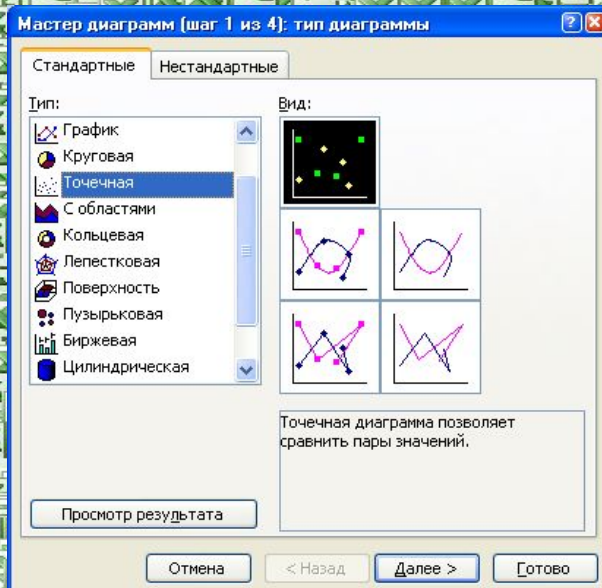 Мастер диаграмм (шаг 1 из 4): тип диаграммы
Стандартные
Нестандартные
Тип:
График
Круговая
Точечная
С областями
Кольцевая
Лепестковая
Поверхность
Пузырьковая
Биржевая
Цилиндрическая
Вид:
Точечная диаграмма позволяет
сравнить пары значений.
Просмотр результата
Отмена
< Назад
Далее >
Готово